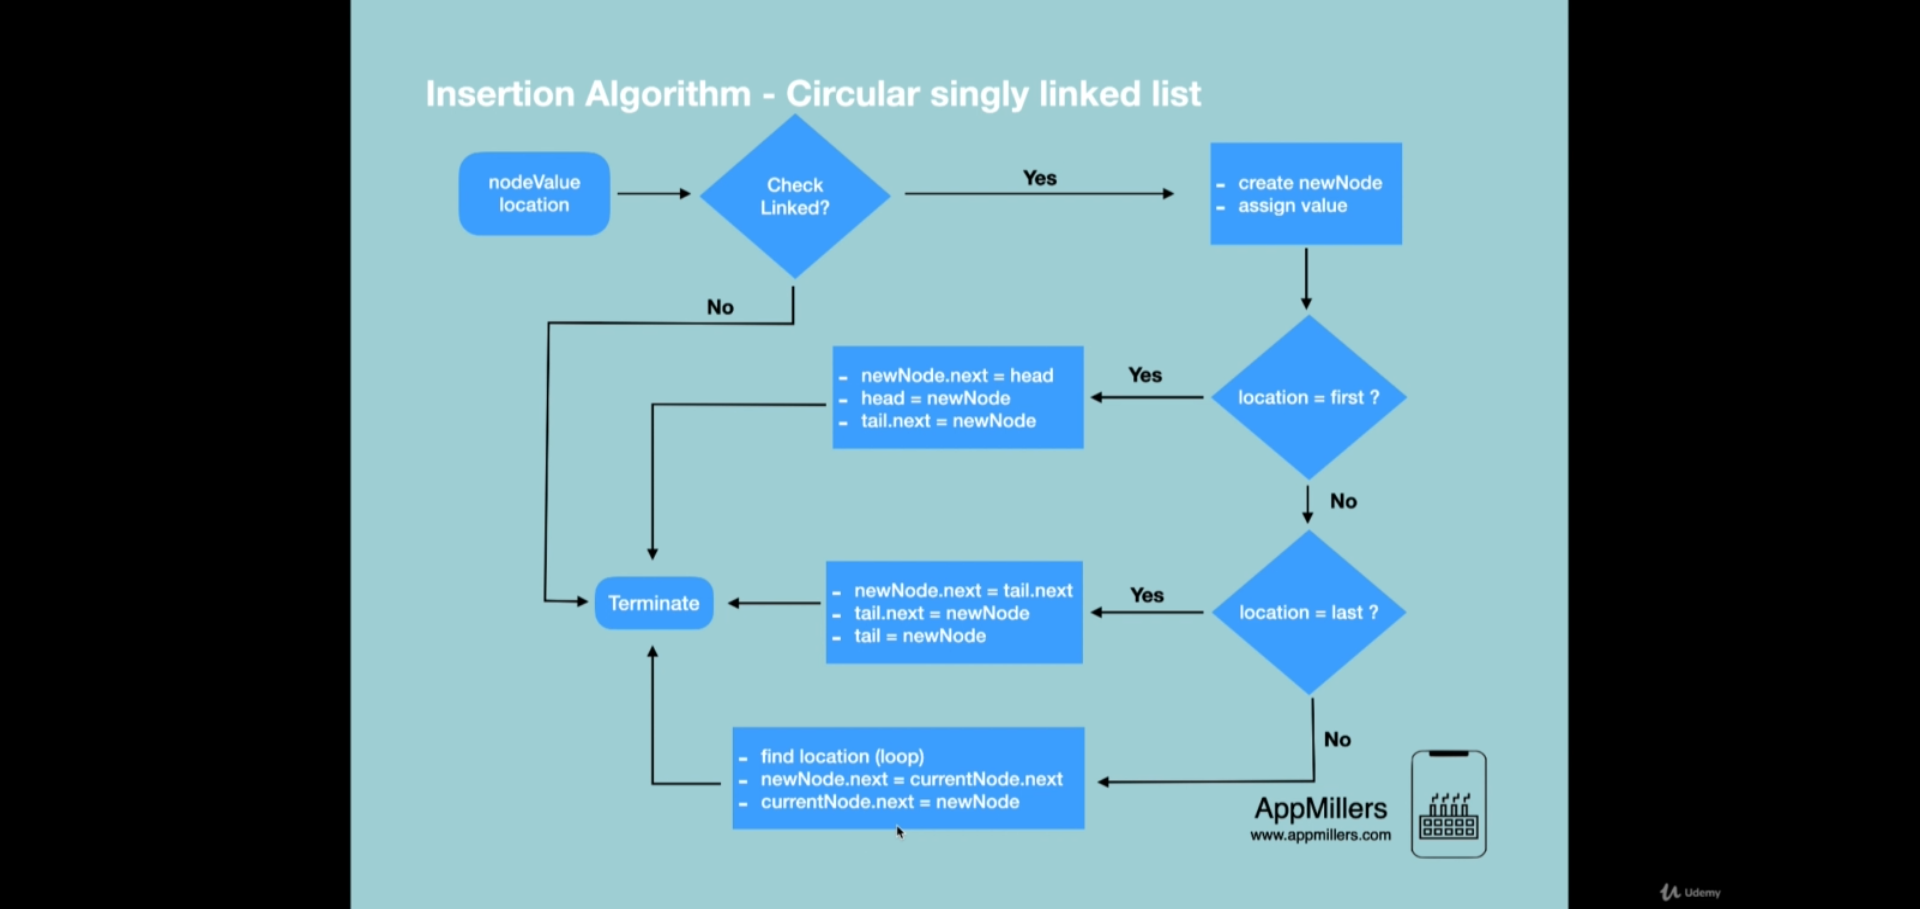 Insertion Algorithm - Circular singly linked list
nodeValue
location
Check
Linked?
Yes
- create newNode
- assign value
No
- newNode.next = head
- head = newNode
- tail.next = newNode
Yes
location = first ?
No
Terminate
- newNode.next = tail.next
- tail.next = newNode
- tail = newNode
Yes
location = last ?
No
- find location (loop)
- newNode.next = currentNode.next
- currentNode.next = newNode
AppMillers
www.appmillers.com
Udemy